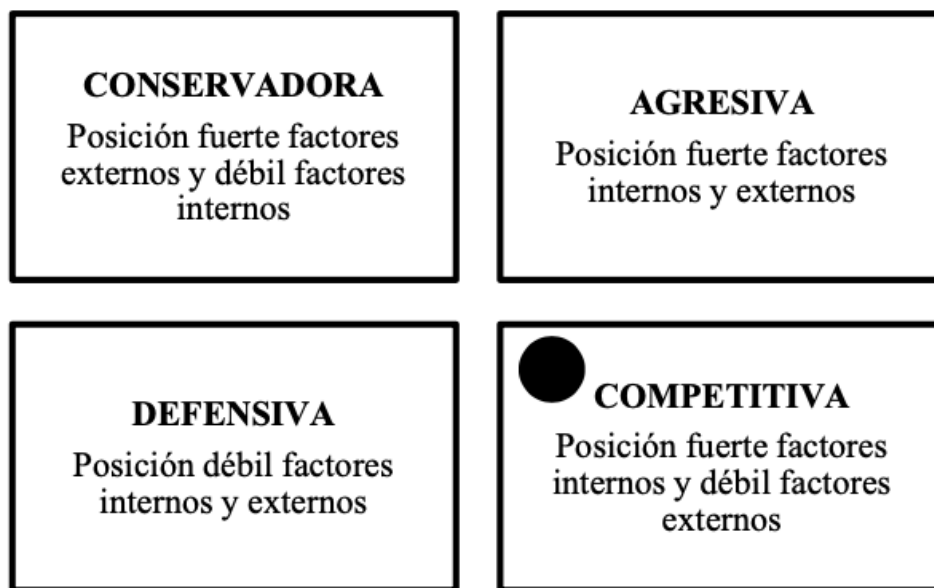 CONSERVADORA
Posición fuerte factores
externos y débil factores
internos
AGRESIVA
Posición fuerte factores
internos y externos
DEFENSIVA
Posición débil factores
internos y externos
COMPETITIVA
Posición fuerte factores
internos y débil factores
externos